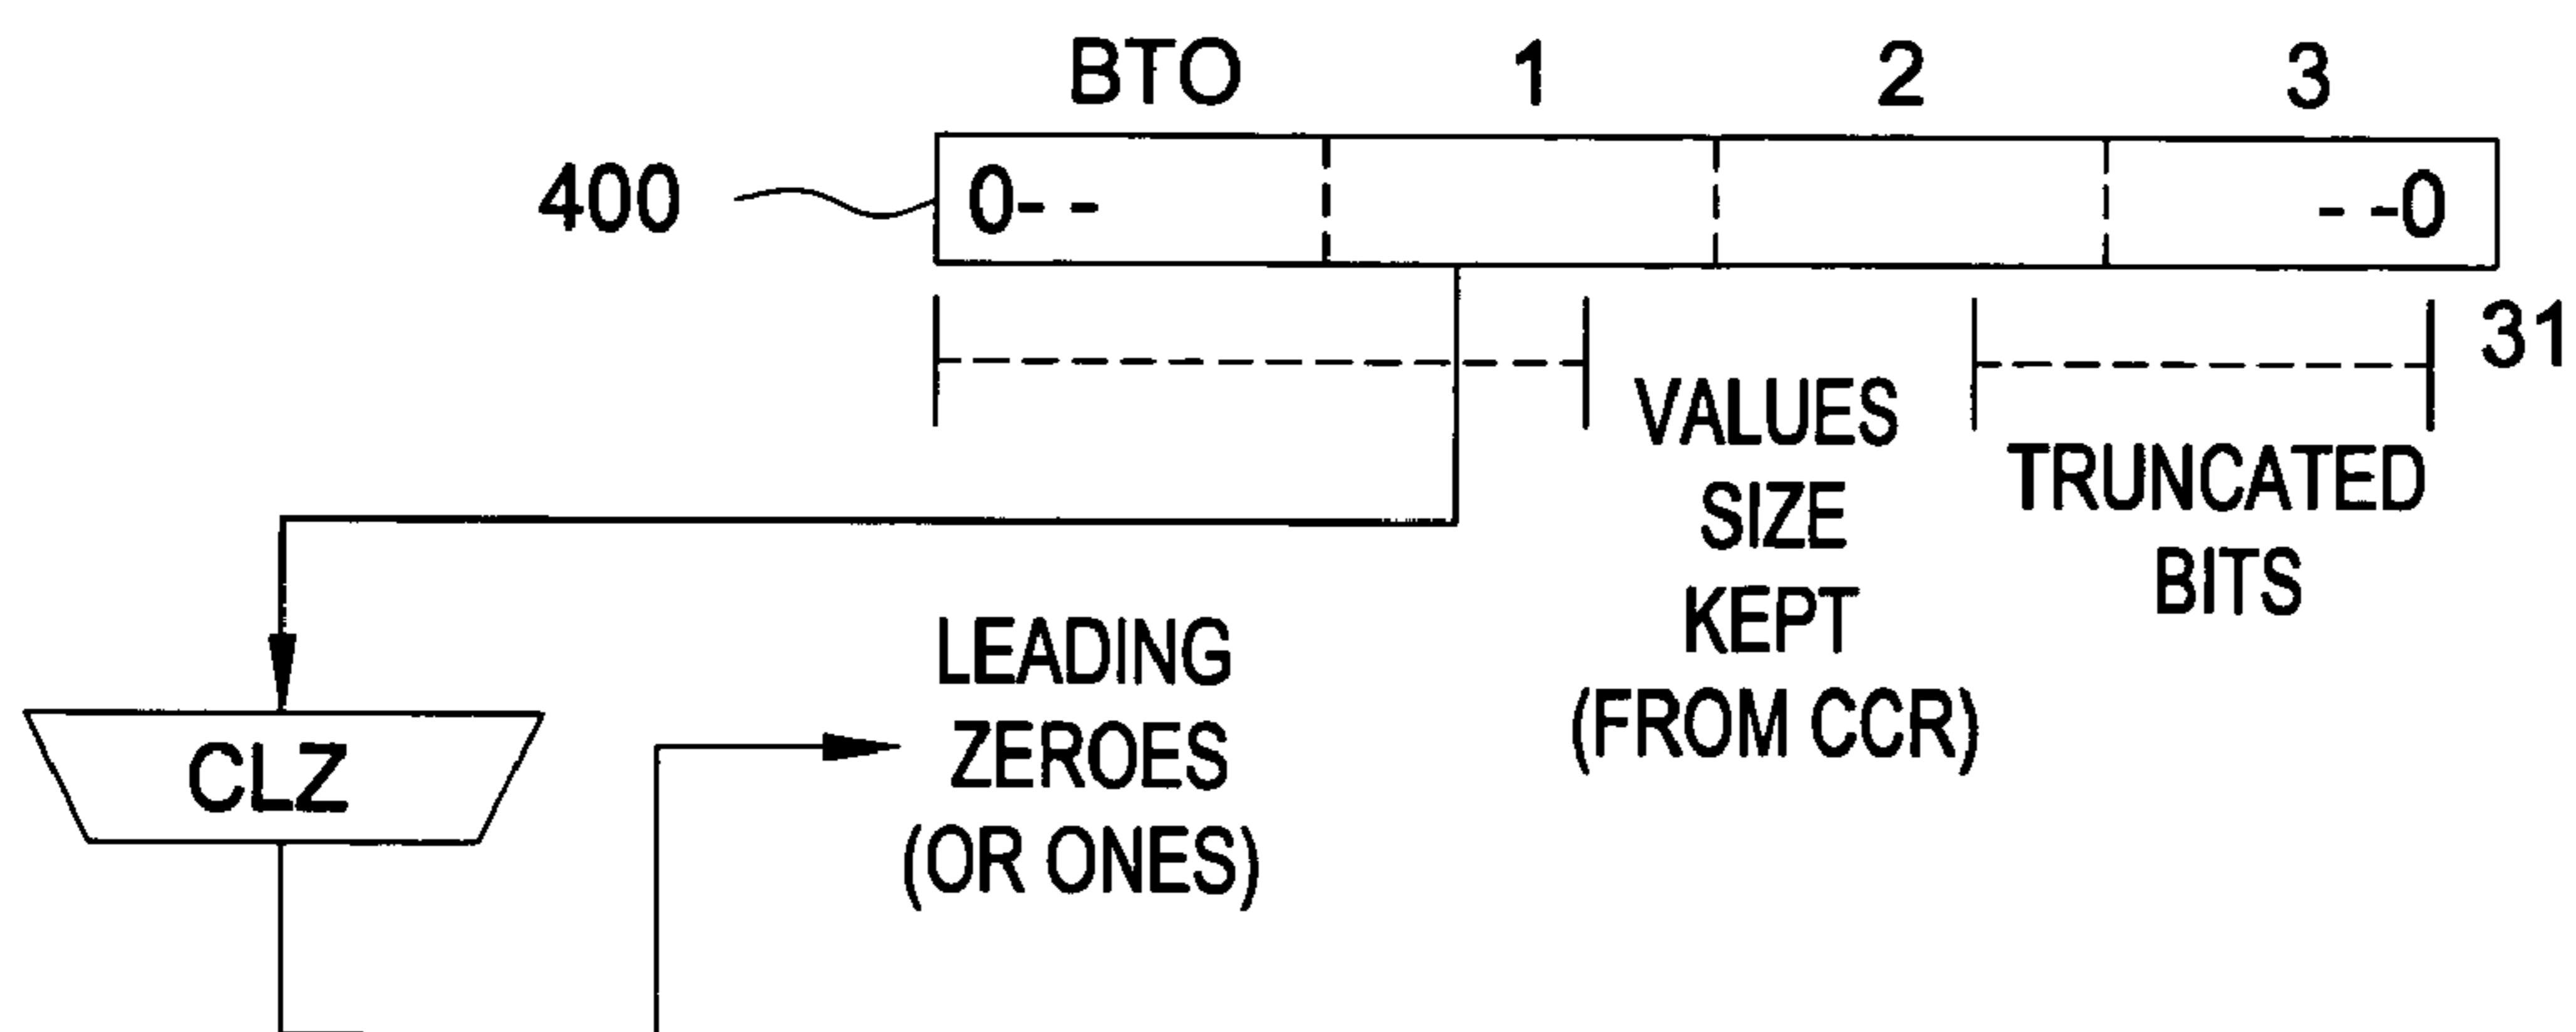 BTO 1 2 3
400 0-- --0
31
VALUES
SIZE
KEPT
(FROM CCR)
TRUNCATED
BITS
LEADING
ZEROES
(OR ONES)
CLZ